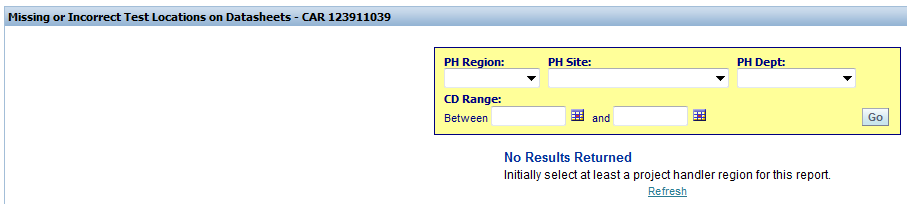 Missing or Incorrect Test Locations on Datasheets - CAR 123911039
PH Region: PH Site: PH Dept:
CD Range:
Between and Go
No Results Returned
Initially select at least a project handler region for this report.
Refresh